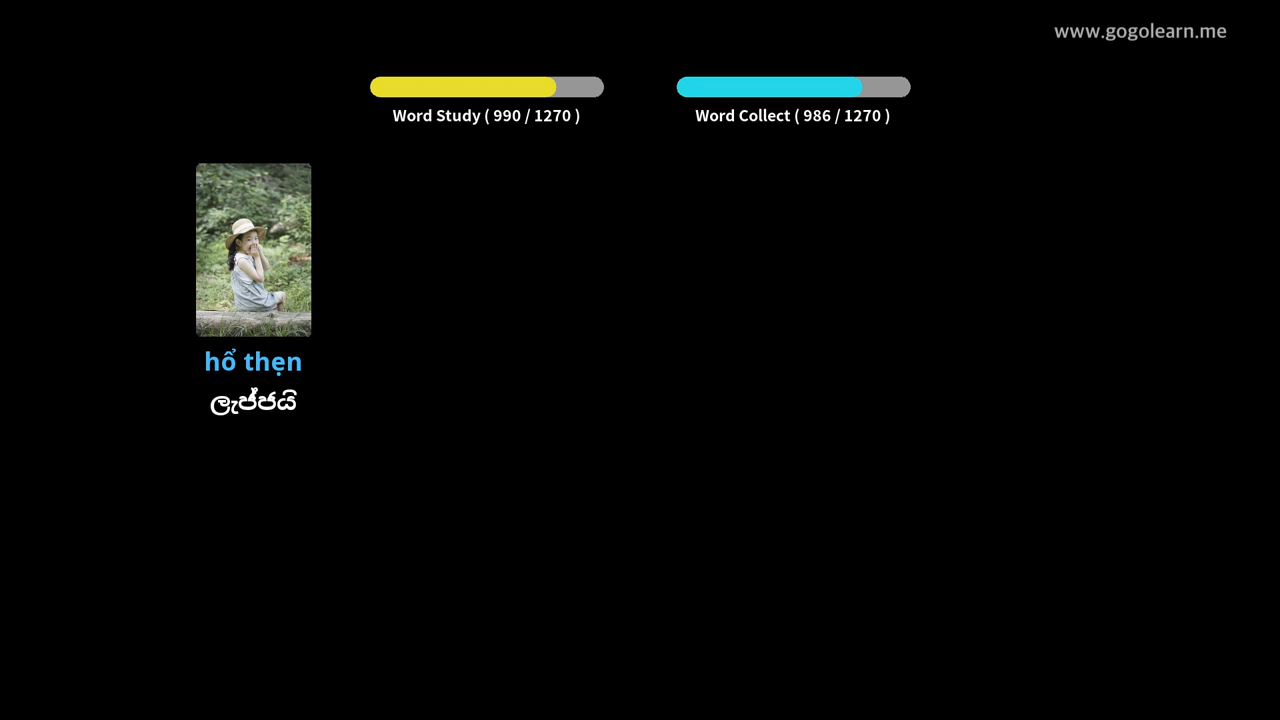 www.gogolearn.me
Word Study ( 990 / 1270 )
Word Collect ( 986 / 1270 )
hổ thẹn
ලැජ්ජයි